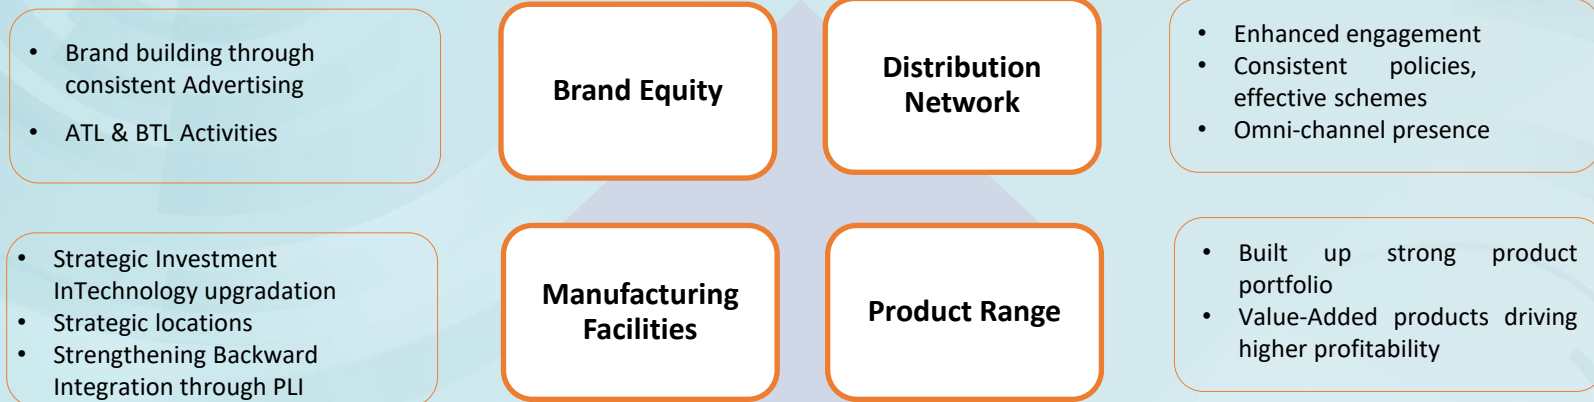 • Brand building through
consistent Advertising
• ATL & BTL Activities
Brand Equity
Distribution
Network
• Enhanced engagement
• Consistent policies,
effective schemes
• Omni-channel presence
• Strategic Investment
InTechnology upgradation
• Strategic locations
• Strengthening Backward
Integration through PLI
Manufacturing
Facilities
Product Range
• Built up strong product
portfolio
• Value-Added products driving
higher profitability